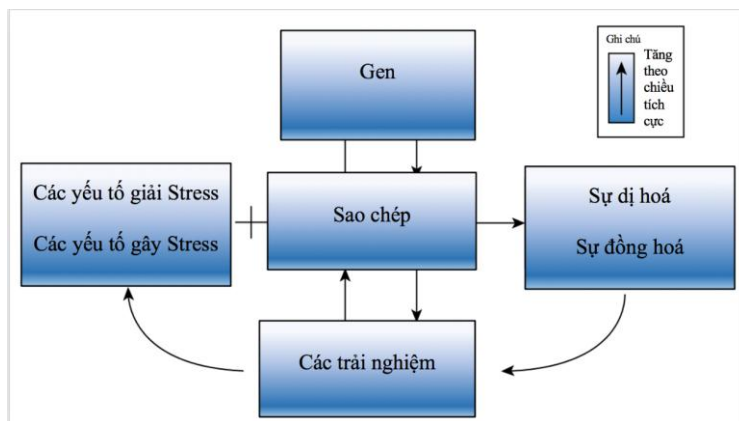 Gen
Ghi chú
Tăng
theo
chiều
tích
cực
Các yếu tố giải Stress
Các yếu tố gây Stress
Sao chép
Sự dị hoá
Sự đồng hoá
Các trải nghiệm